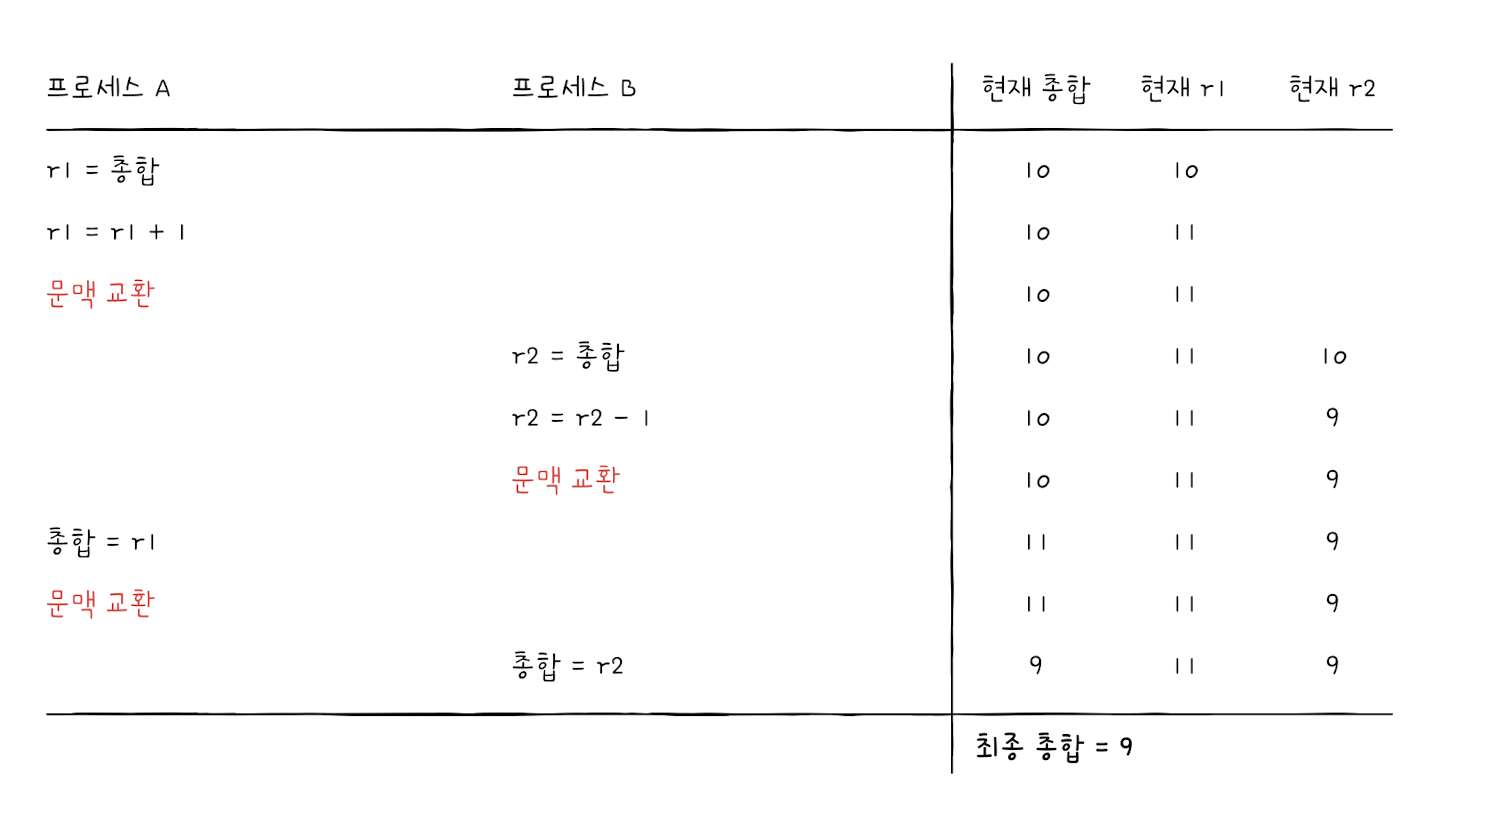 프로세스 A 프로세스 B 현재 총합 현재 r1 현재 r2
r1 = 총합 10 10
r1 = r1 + 1 10 11
문맥 교환 10 11
r2 = 총합 10 11 10
r2 = r2 - 1 10 11 9
문맥 교환 10 11 9
총합 = r1 11 11 9
문맥 교환 11 11 9
총합 = r2 9 11 9
최종 총합 = 9